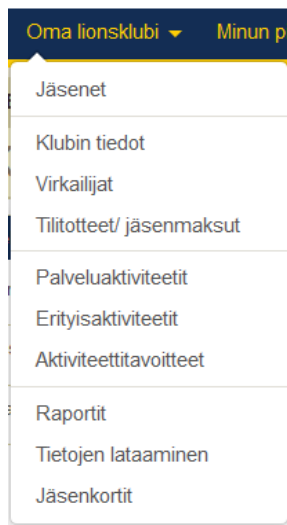 Oma lionsklubi Minun p
Jäsenet
Klubin tiedot
Virkailijat
Tilitotteet/ jäsenmaksut
Palveluaktiviteetit
Erityisaktiviteetit
Aktiviteettitavoitteet
Raportit
Tietojen lataaminen
Jäsenkortit